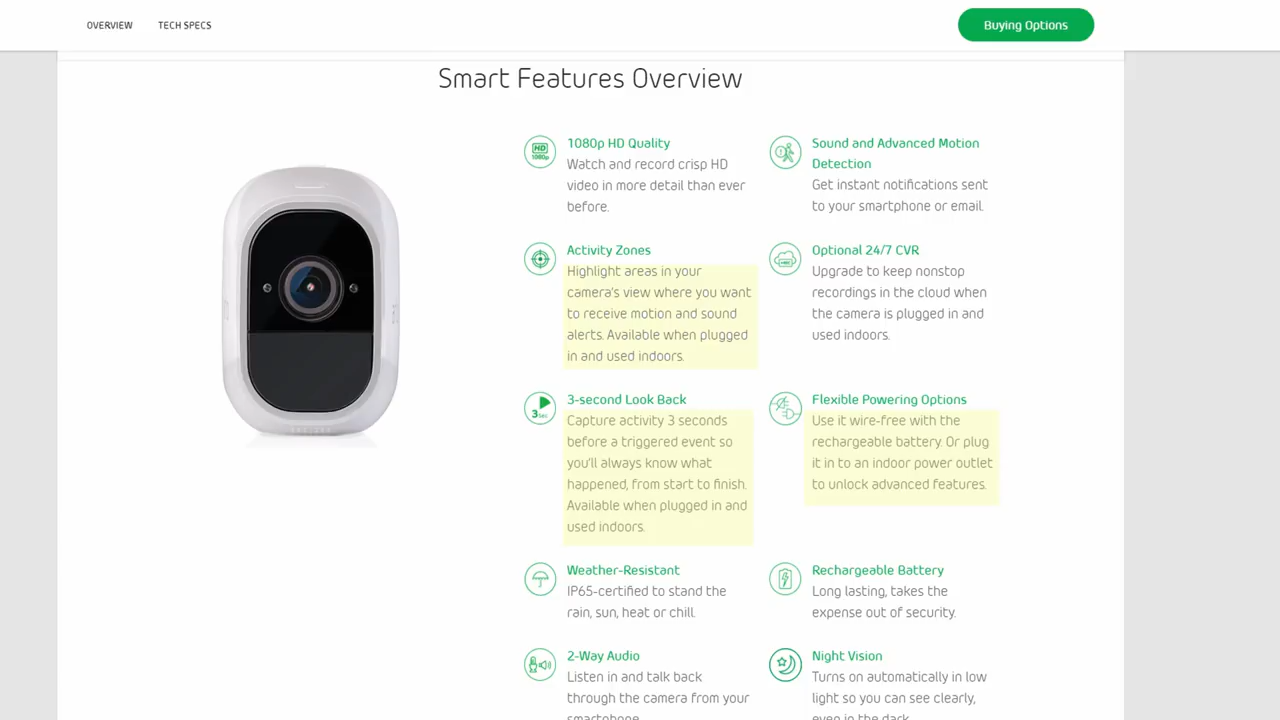 OVERVIEW
TECH SPECS
Buying Options
Smart Features Overview
HD
1080p
1080p HD Quality
Watch and record crisp HD
video in more detail than ever
before.
Sound and Advanced Motion
Detection
Get instant notifications sent
to your smartphone or email.
Activity Zones
Highlight areas in your
camera's view where you want
to receive motion and sound
alerts. Available when plugged
in and used indoors.
Optional 24/7 CVR
Upgrade to keep nonstop
recordings in the cloud when
the camera is plugged in and
used indoors.
3 Sec
3-second Look Back
Capture activity 3 seconds
before a triggered event so
you'll always know what
happened, from start to finish.
Available when plugged in and
used indoors.
Flexible Powering Options
Use it wire-free with the
rechargeable battery. Or plug
it in to an indoor power outlet
to unlock advanced features.
Weather-Resistant
IP65-certified to stand the
rain, sun, heat or chill.
Rechargeable Battery
Long lasting, takes the
expense out of security.
2-Way Audio
Listen in and talk back
through the camera from your
smartphone.
Night Vision
Turns on automatically in low
light so you can see clearly,
even in the dark.